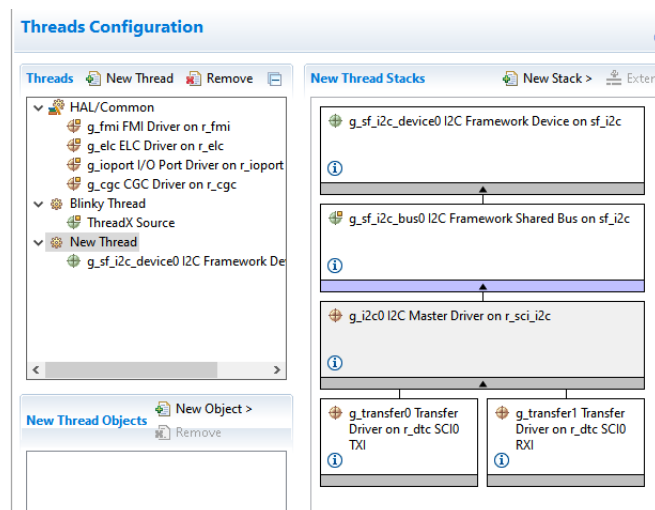 Threads Configuration
Threads New Thread Remove
HAL/Common
g_fmi FMI Driver on r_fmi
g_elc ELC Driver on r_elc
g_ioport I/O Port Driver on r_ioport
g_cgc CGC Driver on r_cgc
Blinky Thread
ThreadX Source
New Thread
g_sf_i2c_device0 I2C Framework De
New Thread Objects
New Object >
Remove
New Thread Stacks New Stack > Exter
g_sf_i2c_device0 I2C Framework Device on sf_i2c
g_sf_i2c_bus0 I2C Framework Shared Bus on sf_i2c
g_i2c0 I2C Master Driver on r_sci_i2c
g_transfer0 Transfer
Driver on r_dtc SCI0
TXI
g_transfer1 Transfer
Driver on r_dtc SCI0
RXI